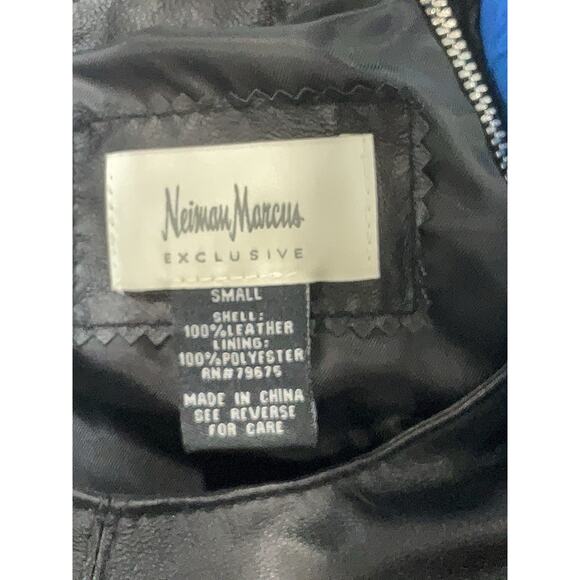 Neiman Marcus
EXCLUSIVE
SMALL
SHELL:
100%LEATHER
LINING:
100%POLYESTER
RN#79675
MADE IN CHINA
SEE REVERSE
FOR CARE